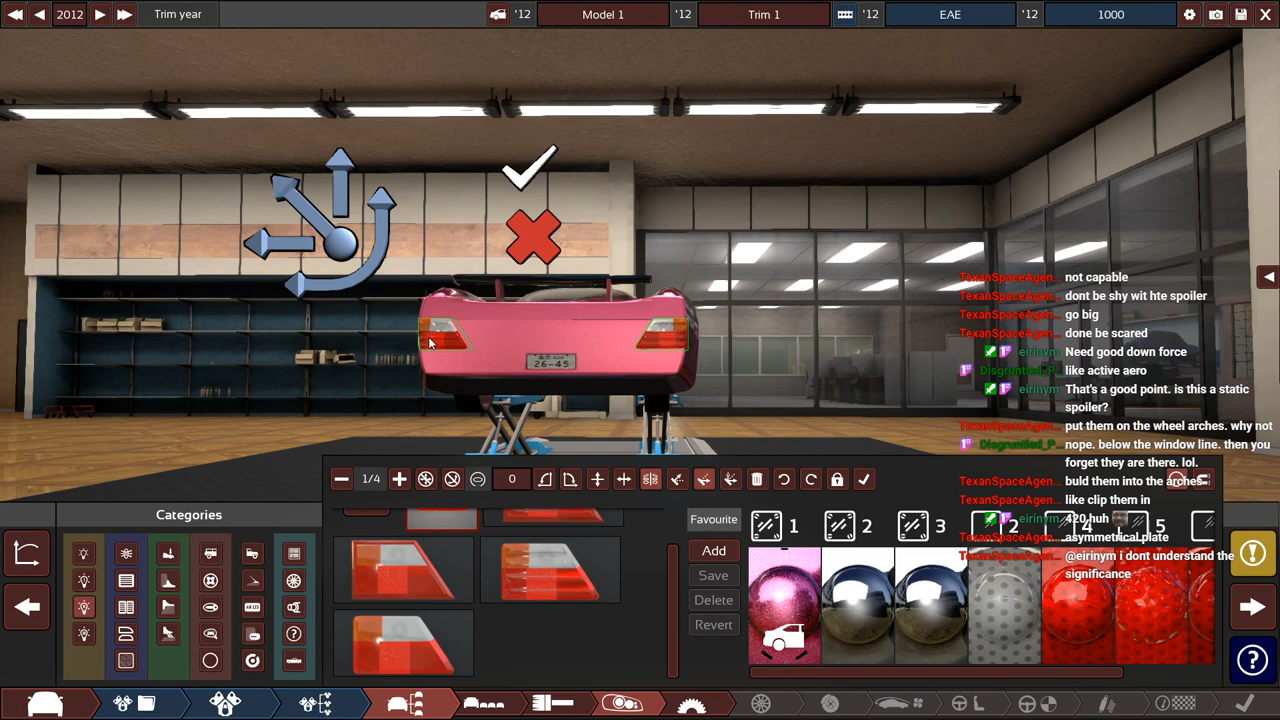 2012 Trim year '12 Model 1 '12 Trim 1 '12 EAE '12 1000
TexanSpaceAgen... not capable
TexanSpaceAgen... dont be shy wit hte spoiler
TexanSpaceAgen... go big
TexanSpaceAgen... done be scared
eirinym Need good down force
Disgruntled_P... like active aero
eirinym That's a good point. is this a static
spoiler?
TexanSpaceAgen... put them on the wheel arches. why not
Disgruntled_P... nope. below the window line. then you
forget they are there. lol.
TexanSpaceAgen... buld them into the arches
TexanSpaceAgen... like clip them in
eirinym 420 huh
TexanSpaceAgen... asymmetrical plate
TexanSpaceAgen... @eirinym i dont understand the
significance
26-45
1/4 0
Categories
Favourite 1 2 3 2 4 5
Add
Save
Delete
Revert